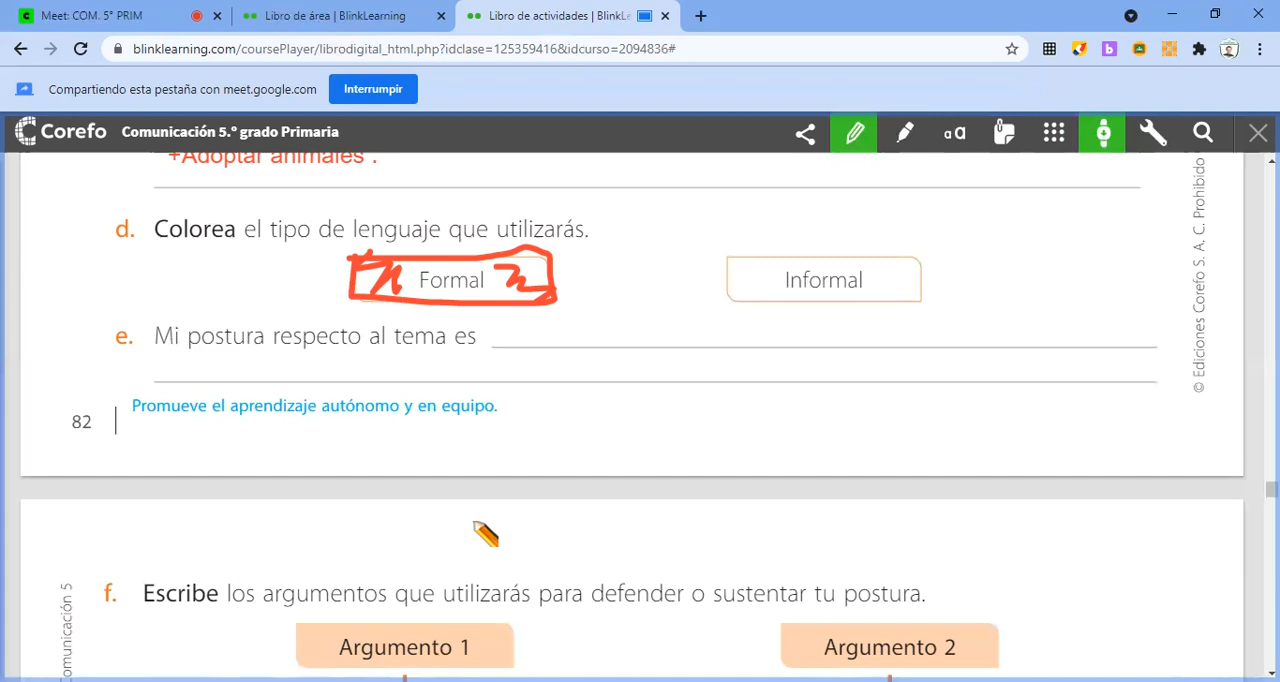 Meet: COM. 5° PRIM
Libro de área | BlinkLearning
Libro de actividades | BlinkLe
blinklearning.com/coursePlayer/librodigital_html.php?idclase=125359416&idcurso=2094836#
Compartiendo esta pestaña con meet.google.com
Interrumpir
Corefo
Comunicación 5.º grado Primaria
aA
+Adoptar animales .
d. Colorea el tipo de lenguaje que utilizarás.
Formal
Informal
e. Mi postura respecto al tema es
Promueve el aprendizaje autónomo y en equipo.
82
© Ediciones Corefo S. A. C. Prohibido
omunicación 5
f. Escribe los argumentos que utilizarás para defender o sustentar tu postura.
Argumento 1
Argumento 2